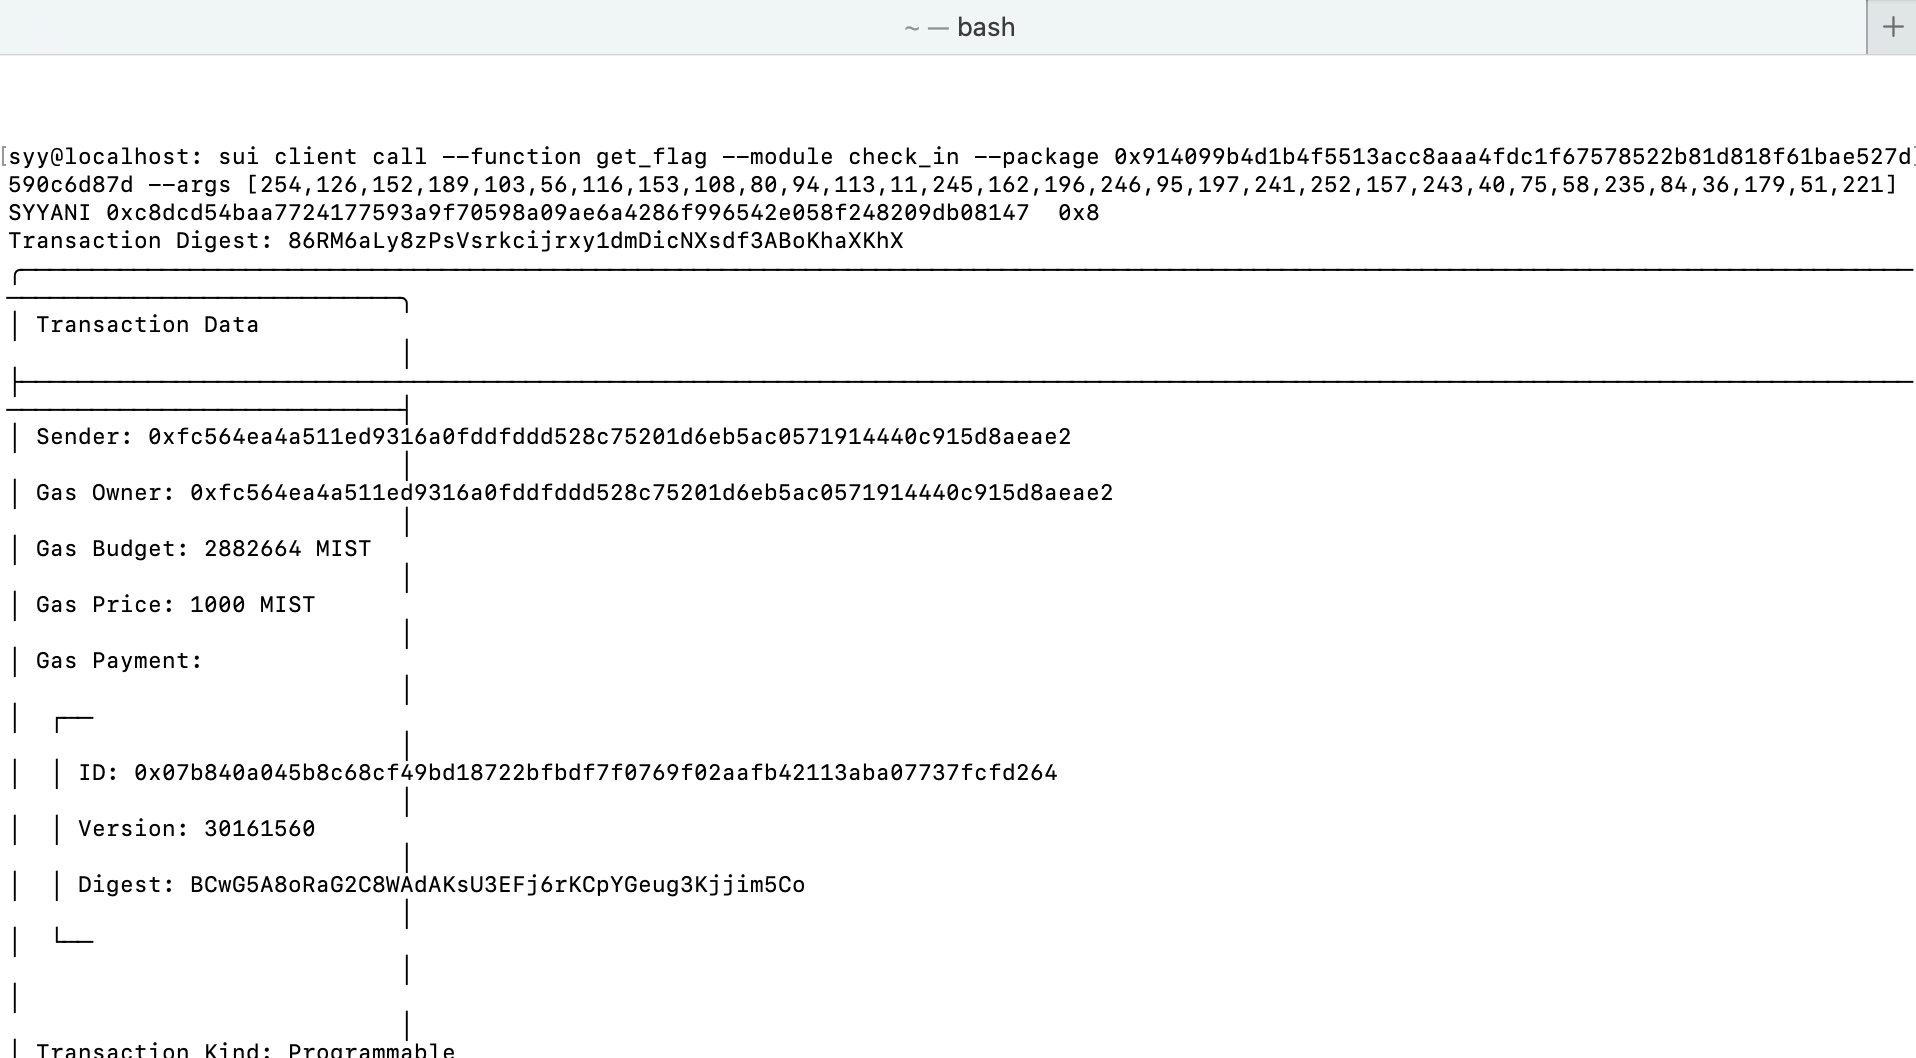 ~ — bash
syy@localhost: sui client call --function get_flag --module check_in --package 0x914099b4d1b4f5513acc8aaa4fdc1f67578522b81d818f61bae527d
590c6d87d --args [254,126,152,189,103,56,116,153,108,80,94,113,11,245,162,196,246,95,197,241,252,157,243,40,75,58,235,84,36,179,51,221]
SYYANI 0xc8dcd54baa7724177593a9f70598a09ae6a4286f996542e058f248209db08147  0x8
Transaction Digest: 86RM6aLy8zPsVsrkcijrxy1dmDicNXsdf3ABoKhaXKhX
Transaction Data
Sender: 0xfc564ea4a511ed9316a0fddfddd528c75201d6eb5ac0571914440c915d8aeae2
Gas Owner: 0xfc564ea4a511ed9316a0fddfddd528c75201d6eb5ac0571914440c915d8aeae2
Gas Budget: 2882664 MIST
Gas Price: 1000 MIST
Gas Payment:
ID: 0x07b840a045b8c68cf49bd18722bfbdf7f0769f02aafb42113aba07737fcfd264
Version: 30161560
Digest: BCwG5A8oRaG2C8WAdAKsU3EFj6rKCpYGeug3Kjjim5Co
Transaction Kind: Programmable